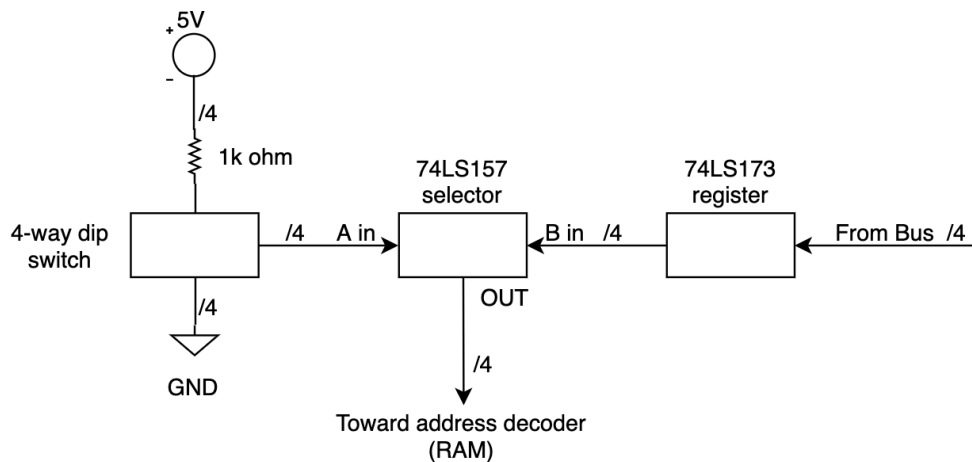 + 5V
−
/4
1k ohm
4-way dip
switch
/4
A in
74LS157
selector
B in
/4
74LS173
register
From Bus
/4
/4
OUT
GND
/4
Toward address decoder
(RAM)